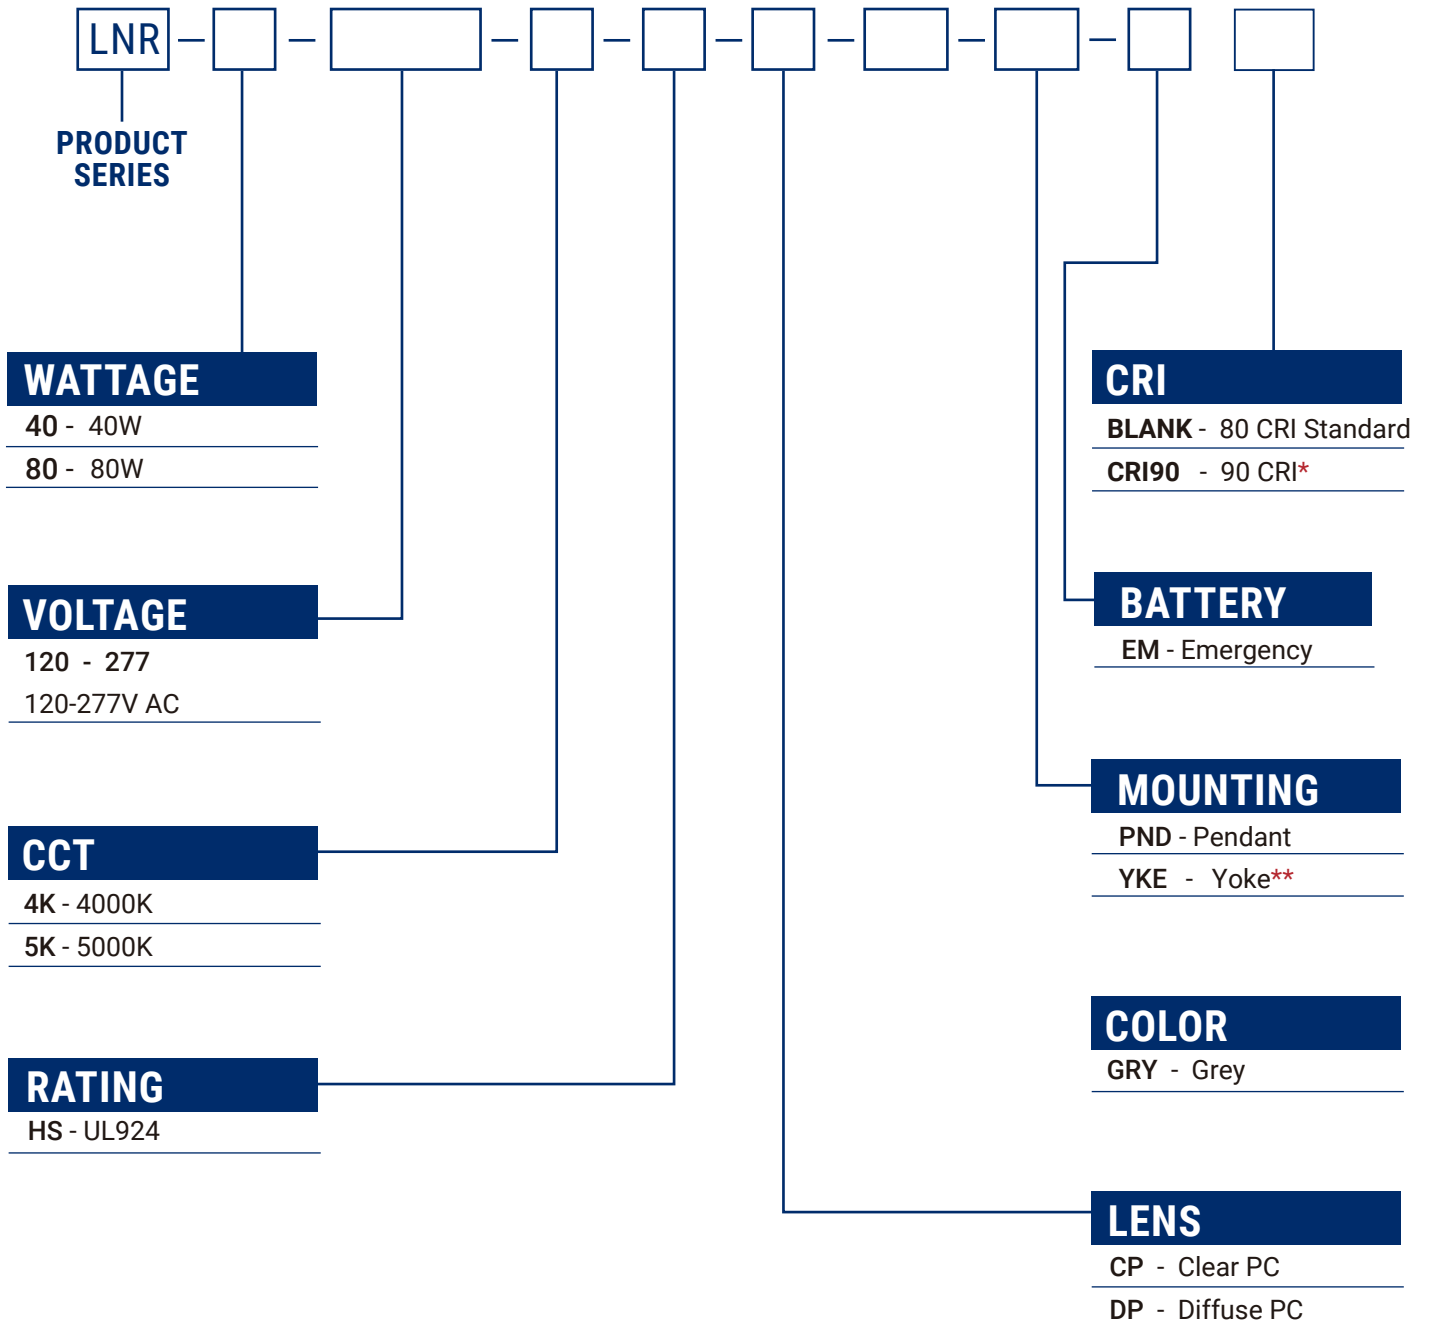 LNR
PRODUCT
SERIES
WATTAGE
40 - 40W
80 - 80W
VOLTAGE
120 - 277
120-277V AC
CCT
4K - 4000K
5K - 5000K
RATING
HS - UL924
CRI
BLANK - 80 CRI Standard
CRI90 - 90 CRI*
BATTERY
EM - Emergency
MOUNTING
PND - Pendant
YKE - Yoke**
COLOR
GRY - Grey
LENS
CP - Clear PC
DP - Diffuse PC